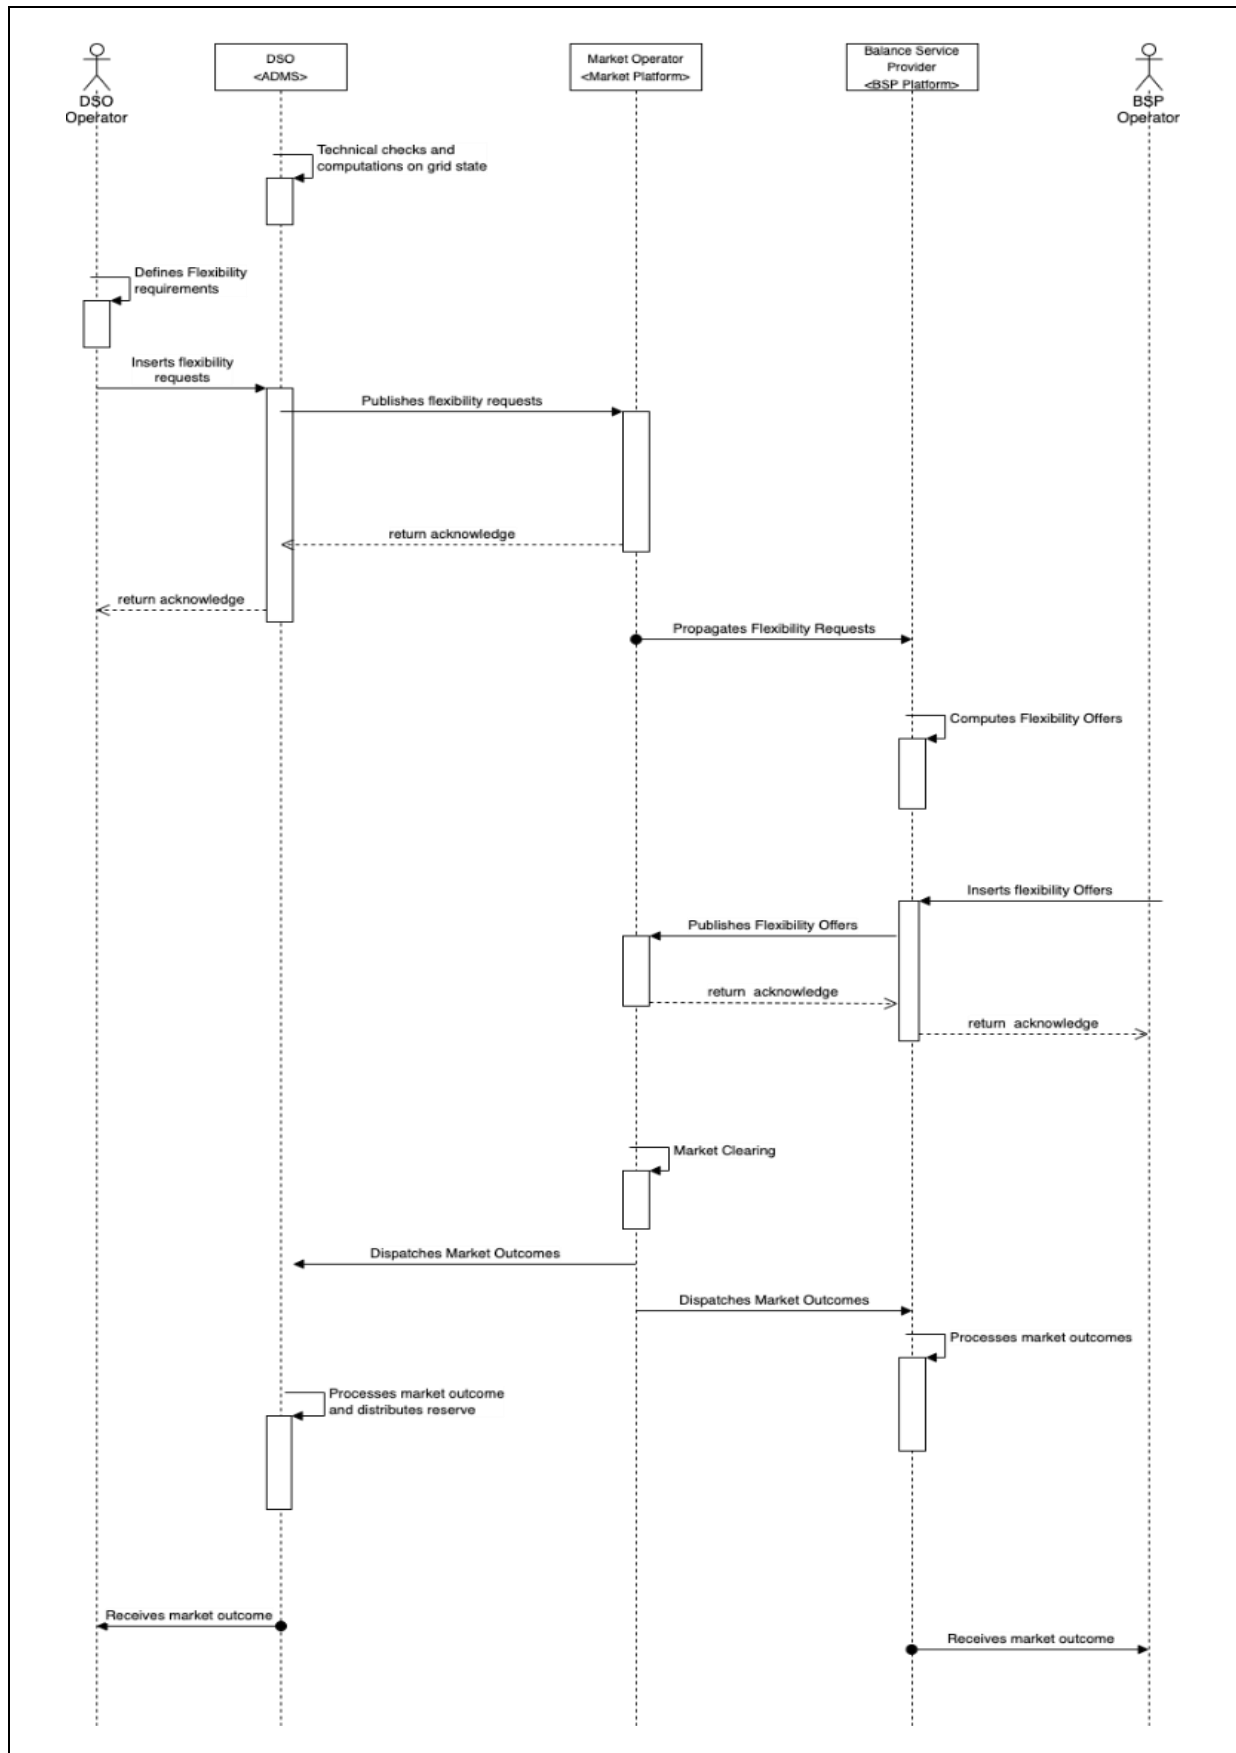 DSO
Operator
DSO
<ADMS>
Market Operator
<Market Platform>
Balance Service
Provider
<BSP Platform>
BSP
Operator
Technical checks and
computations on grid state
Defines Flexibility
requirements
Inserts flexibility
requests
Publishes flexibility requests
return acknowledge
return acknowledge
Propagates Flexibility Requests
Computes Flexibility Offers
Inserts flexibility Offers
Publishes Flexibility Offers
return acknowledge
return acknowledge
Market Clearing
Dispatches Market Outcomes
Dispatches Market Outcomes
Processes market outcomes
Processes market outcome
and distributes reserve
Receives market outcome
Receives market outcome